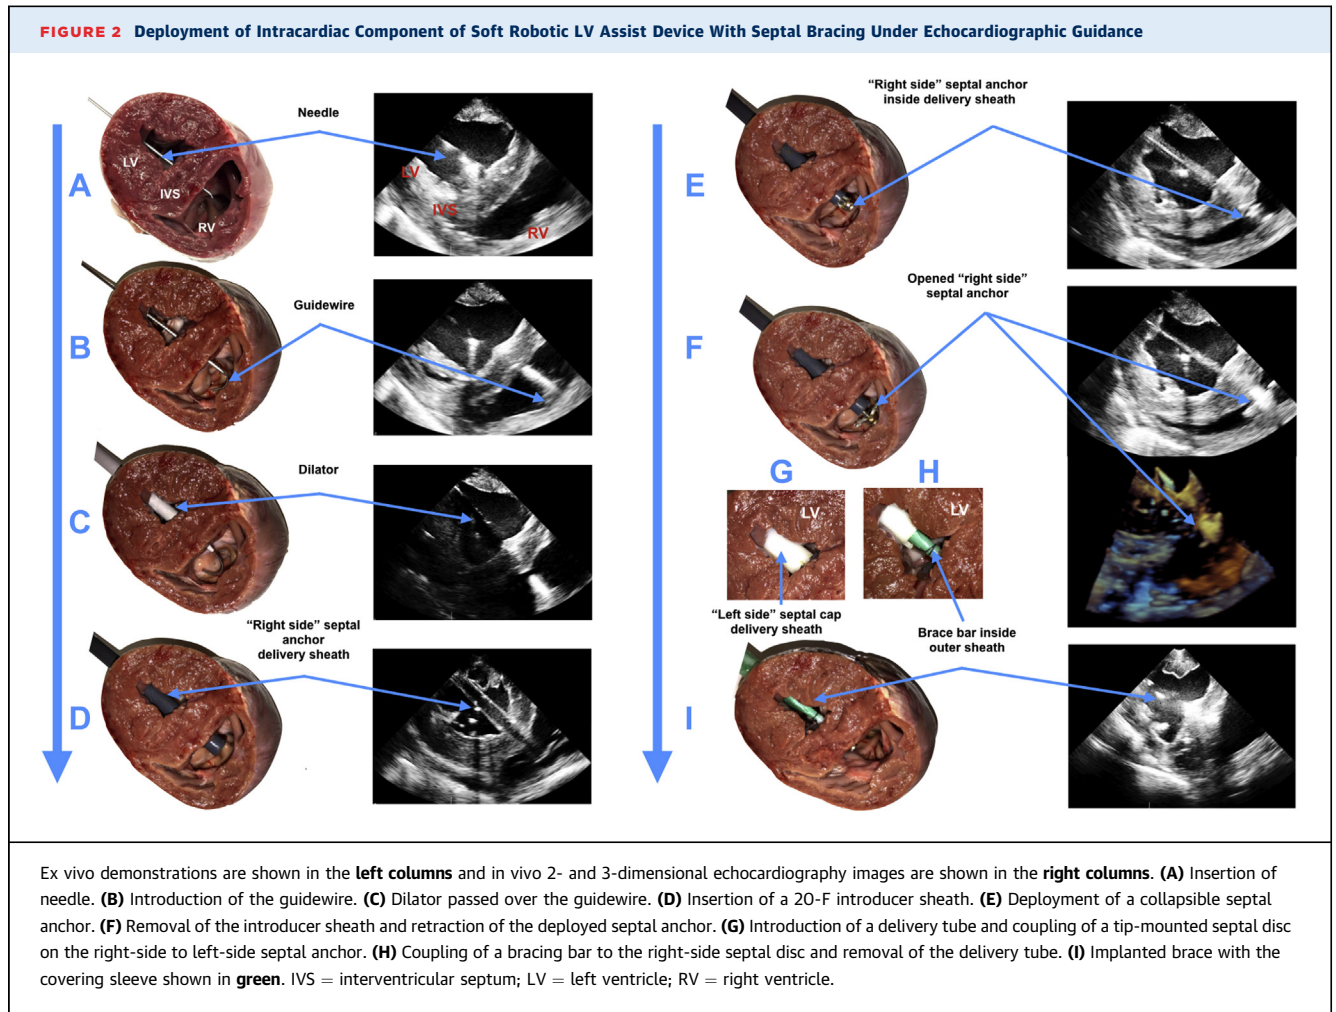 FIGURE 2 Deployment of Intracardiac Component of Soft Robotic LV Assist Device With Septal Bracing Under Echocardiographic Guidance
A
Needle
LV
IVS
RV
LV
IVS
RV
B
Guidewire
C
Dilator
D
“Right side” septal
anchor
delivery sheath
E
“Right side” septal anchor
inside delivery sheath
F
Opened “right side”
septal anchor
G
LV
“Left side” septal cap
delivery sheath
H
LV
Brace bar inside
outer sheath
I
Ex vivo demonstrations are shown in the left columns and in vivo 2- and 3-dimensional echocardiography images are shown in the right columns. (A) Insertion of
needle. (B) Introduction of the guidewire. (C) Dilator passed over the guidewire. (D) Insertion of a 20-F introducer sheath. (E) Deployment of a collapsible septal
anchor. (F) Removal of the introducer sheath and retraction of the deployed septal anchor. (G) Introduction of a delivery tube and coupling of a tip-mounted septal disc
on the right-side to left-side septal anchor. (H) Coupling of a bracing bar to the right-side septal disc and removal of the delivery tube. (I) Implanted brace with the
covering sleeve shown in green. IVS = interventricular septum; LV = left ventricle; RV = right ventricle.